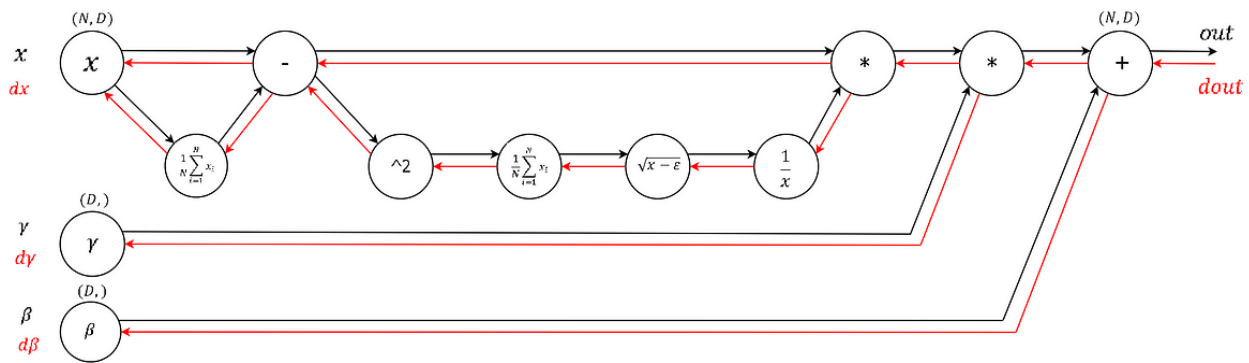 (N, D)
(N, D)
x
x
-
*
*
+
out
dx
dout
1/N ∑_{i=1}^{N} x_i
^2
1/N ∑_{i=1}^{N} x_i
√(x − ε)
1/x
(D,)
γ
γ
dγ
(D,)
β
β
dβ